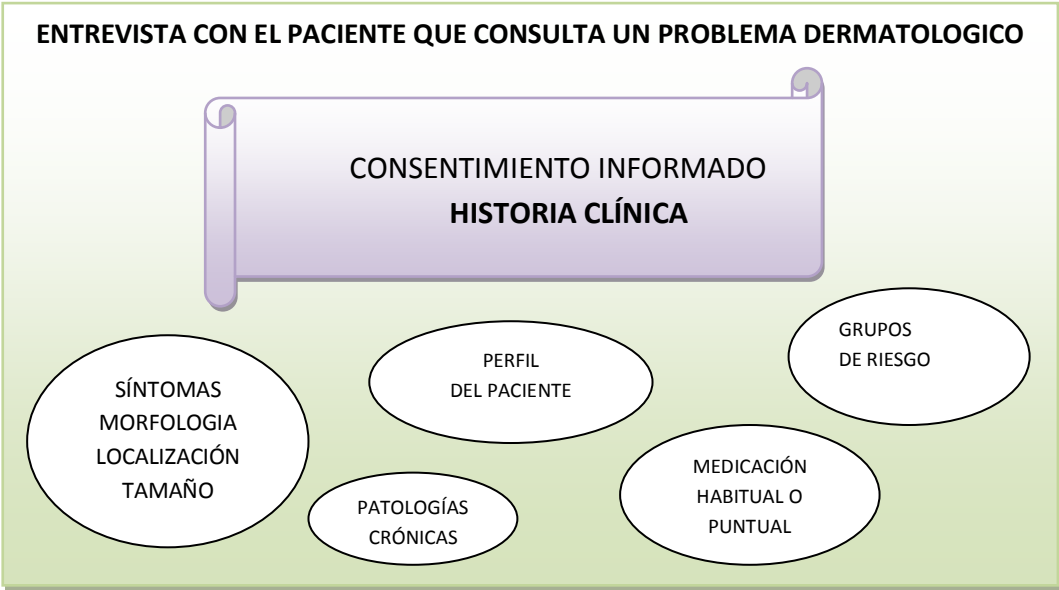 ENTREVISTA CON EL PACIENTE QUE CONSULTA UN PROBLEMA DERMATOLOGICO
CONSENTIMIENTO INFORMADO
HISTORIA CLÍNICA
SÍNTOMAS
MORFOLOGIA
LOCALIZACIÓN
TAMAÑO
PERFIL
DEL PACIENTE
GRUPOS
DE RIESGO
PATOLOGÍAS
CRÓNICAS
MEDICACIÓN
HABITUAL O
PUNTUAL